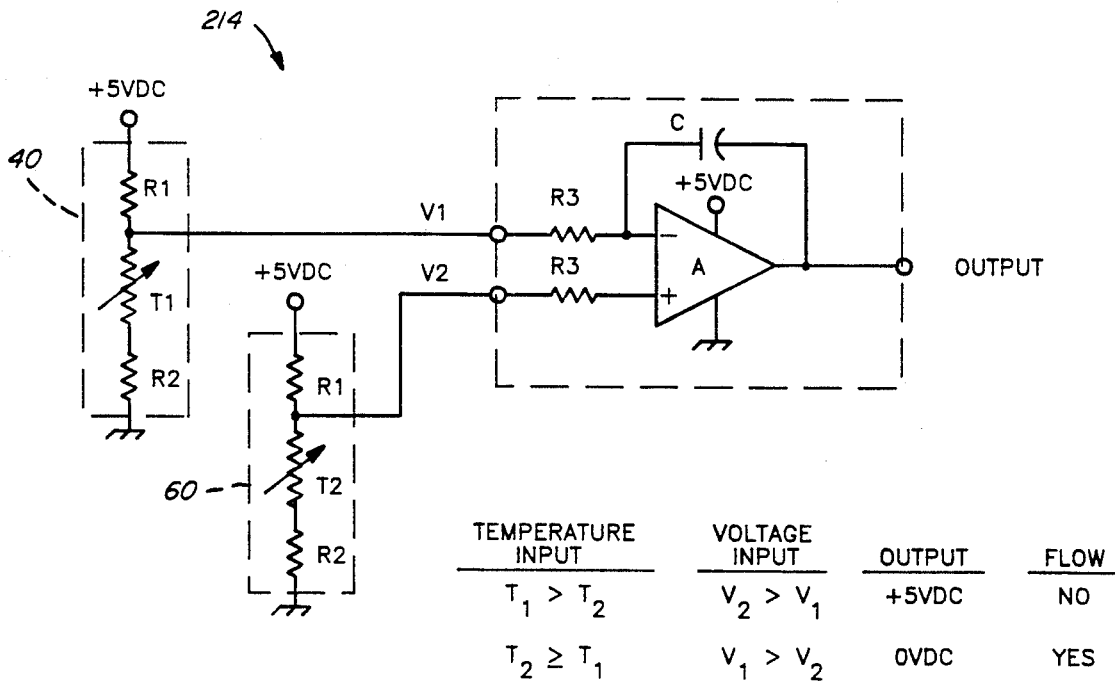 214
+5VDC
40
R1
T1
R2
+5VDC
60
R1
T2
R2
V1
V2
R3
R3
C
+5VDC
−
A
+
OUTPUT
TEMPERATURE INPUT VOLTAGE INPUT OUTPUT FLOW
T₁ > T₂ V₂ > V₁ +5VDC NO
T₂ ≥ T₁ V₁ > V₂ 0VDC YES